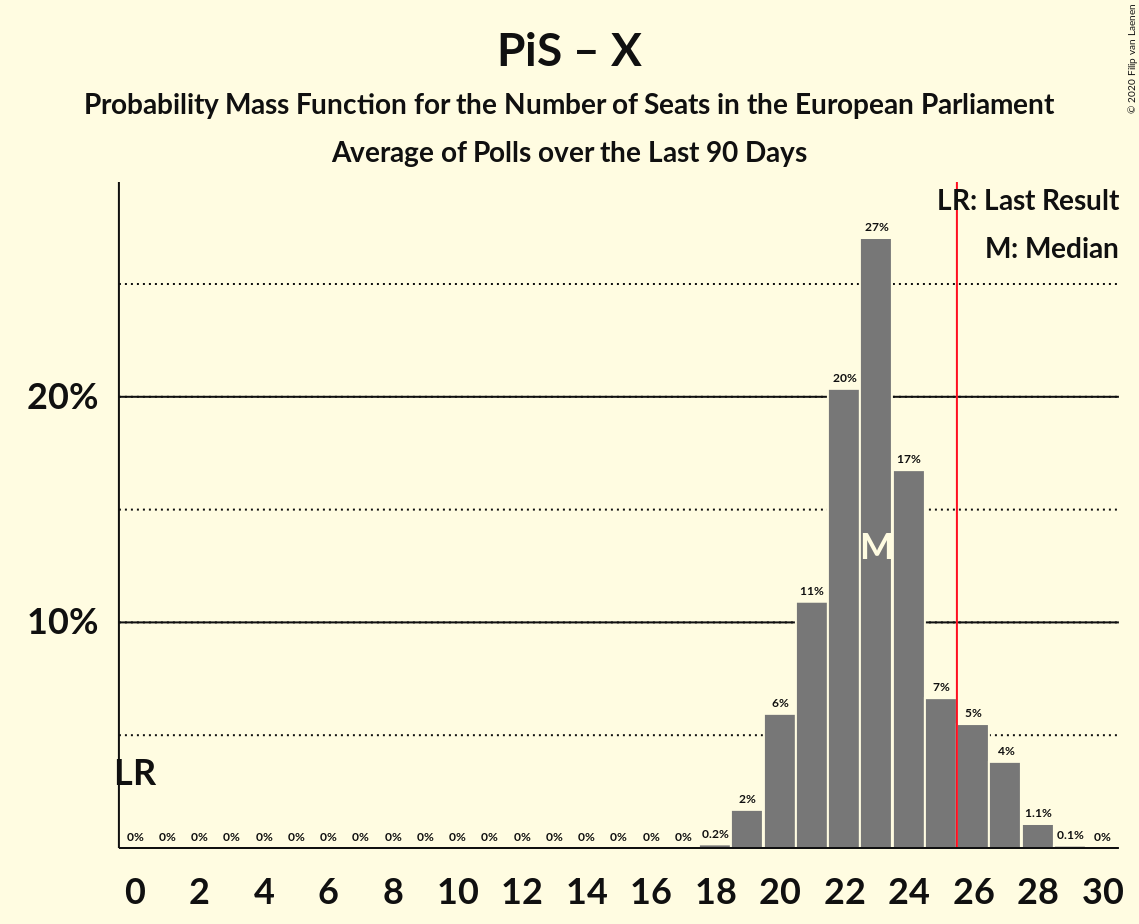 PiS – X
Probability Mass Function for the Number of Seats in the European Parliament
Average of Polls over the Last 90 Days
© 2020 Filip van Laenen
LR: Last Result
M: Median
20%
10%
LR
M
0% 0% 0% 0% 0% 0% 0% 0% 0% 0% 0% 0% 0% 0% 0% 0% 0% 0% 0.2% 2% 6% 11% 20% 27% 17% 7% 5% 4% 1.1% 0.1% 0%
0 2 4 6 8 10 12 14 16 18 20 22 24 26 28 30